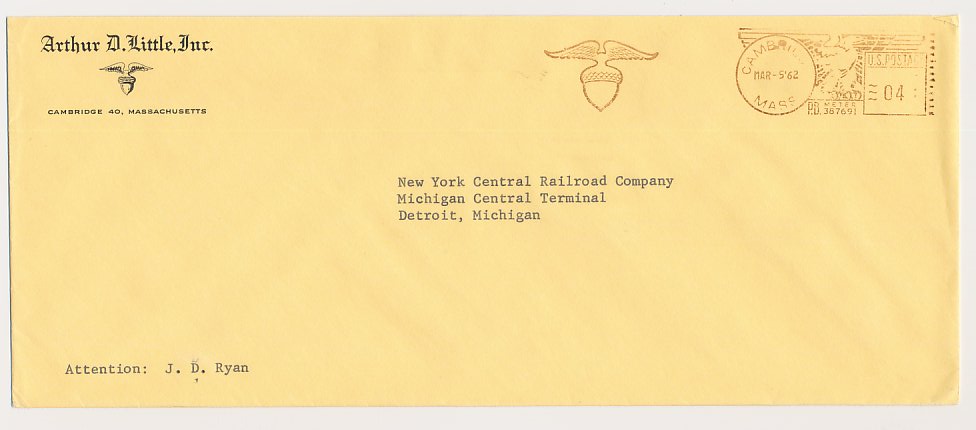 Arthur D. Little, Inc.
CAMBRIDGE 40, MASSACHUSETTS
MAR-5'62
MASS
U.S. POSTAGE
04
P.D. METER
P.D. 367691
New York Central Railroad Company
Michigan Central Terminal
Detroit, Michigan
Attention: J. D. Ryan